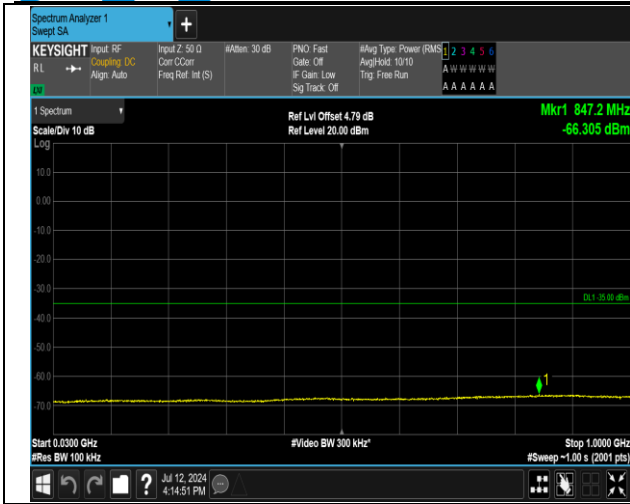 Spectrum Analyzer 1
Swept SA
+
KEYSIGHT
RL
Input: RF
Coupling: DC
Align: Auto
Input Z: 50 Ω
Corr CCorr
Freq Ref: Int (S)
#Atten: 30 dB
PNO: Fast
Gate: Off
IF Gain: Low
Sig Track: Off
#Avg Type: Power (RMS
Avg|Hold: 10/10
Trig: Free Run
1 2 3 4 5 6
A W W W W W
A A A A A A
1 Spectrum
Scale/Div 10 dB
Log
Ref Lvl Offset 4.79 dB
Ref Level 20.00 dBm
Mkr1 847.2 MHz
-66.305 dBm
10.0
0.00
-10.0
-20.0
-30.0
DL1 -35.00 dBm
-40.0
-50.0
-60.0
1
-70.0
Start 0.0300 GHz
#Res BW 100 kHz
#Video BW 300 kHz*
Stop 1.0000 GHz
#Sweep ~1.00 s (2001 pts)
?
Jul 12, 2024
4:14:51 PM